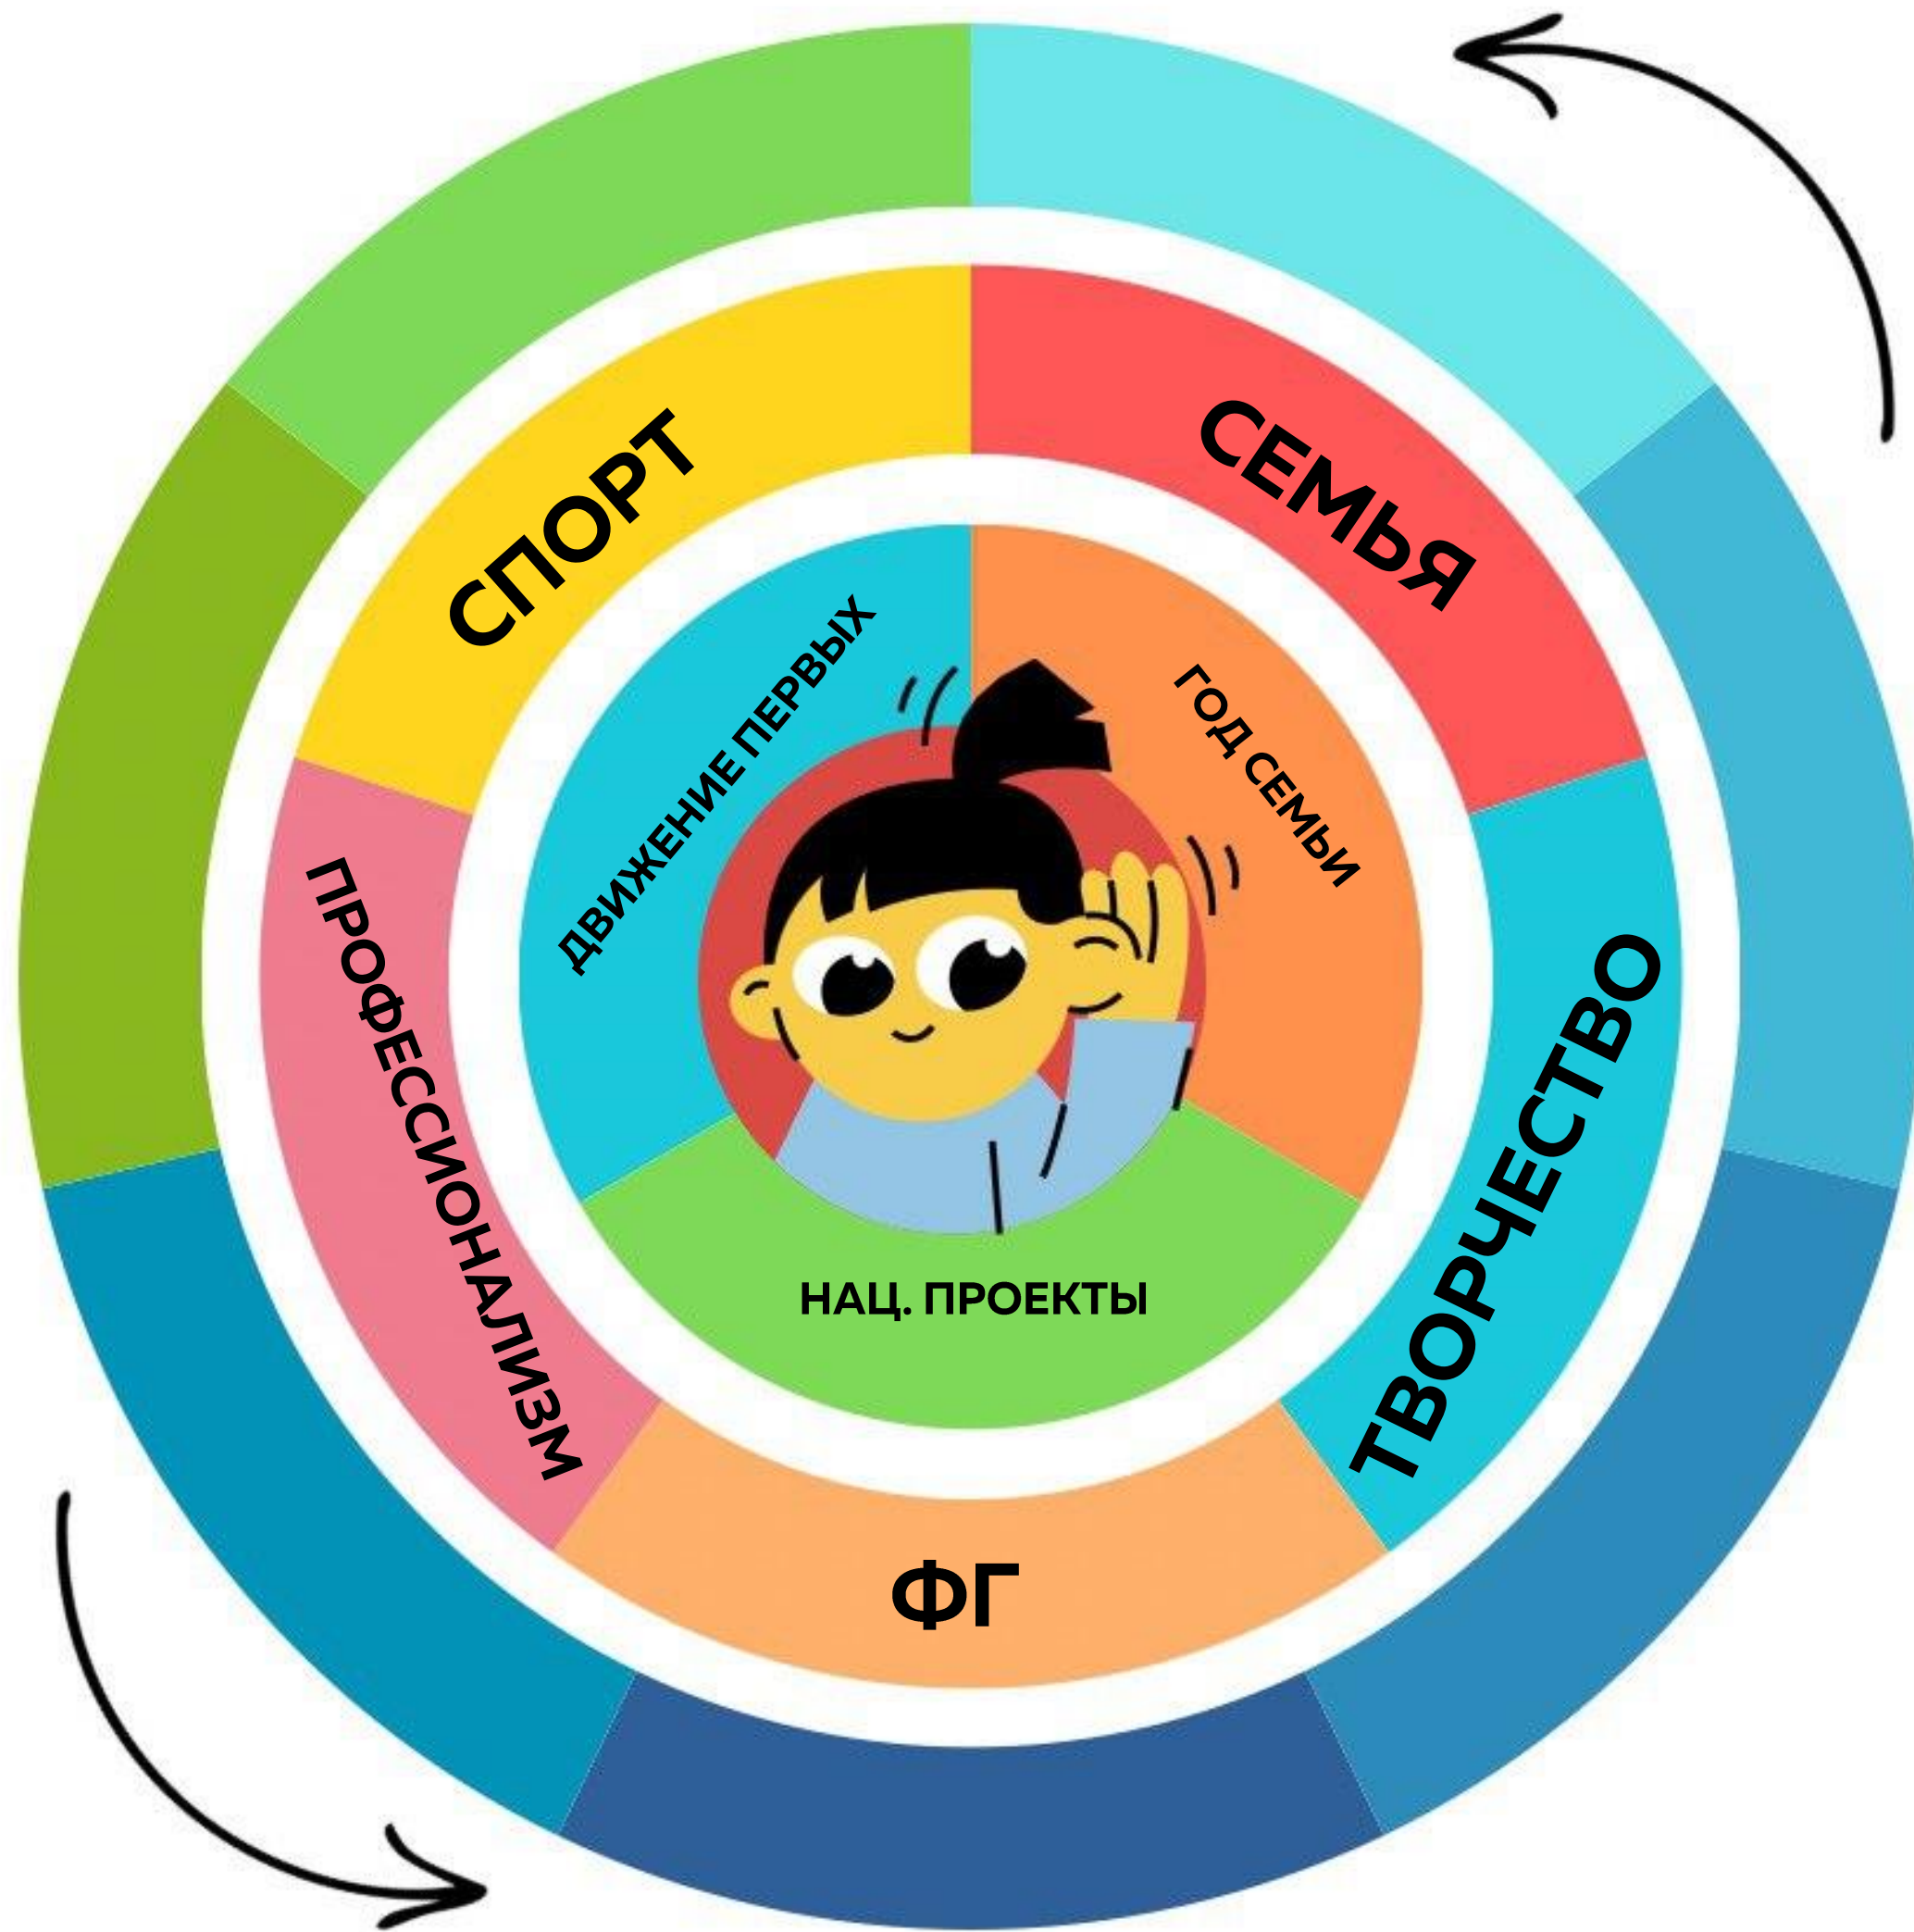 СПОРТ
СЕМЬЯ
ДВИЖЕНИЕ ПЕРВЫХ
ГОД СЕМЬИ
ПРОФЕССИОНАЛИЗМ
ТВОРЧЕСТВО
НАЦ. ПРОЕКТЫ
ФГ